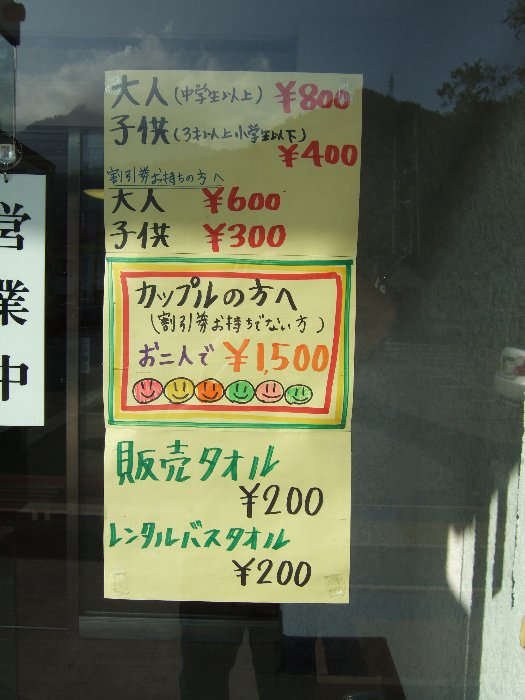 大人(中学生以上) ¥800
子供(3才以上小学生以下)
¥400
割引券お持ちの方へ
大人 ¥600
子供 ¥300
カップルの方へ
(割引券お持ちでない方)
お二人で ¥1,500
販売タオル
¥200
レンタルバスタオル
¥200
営業中